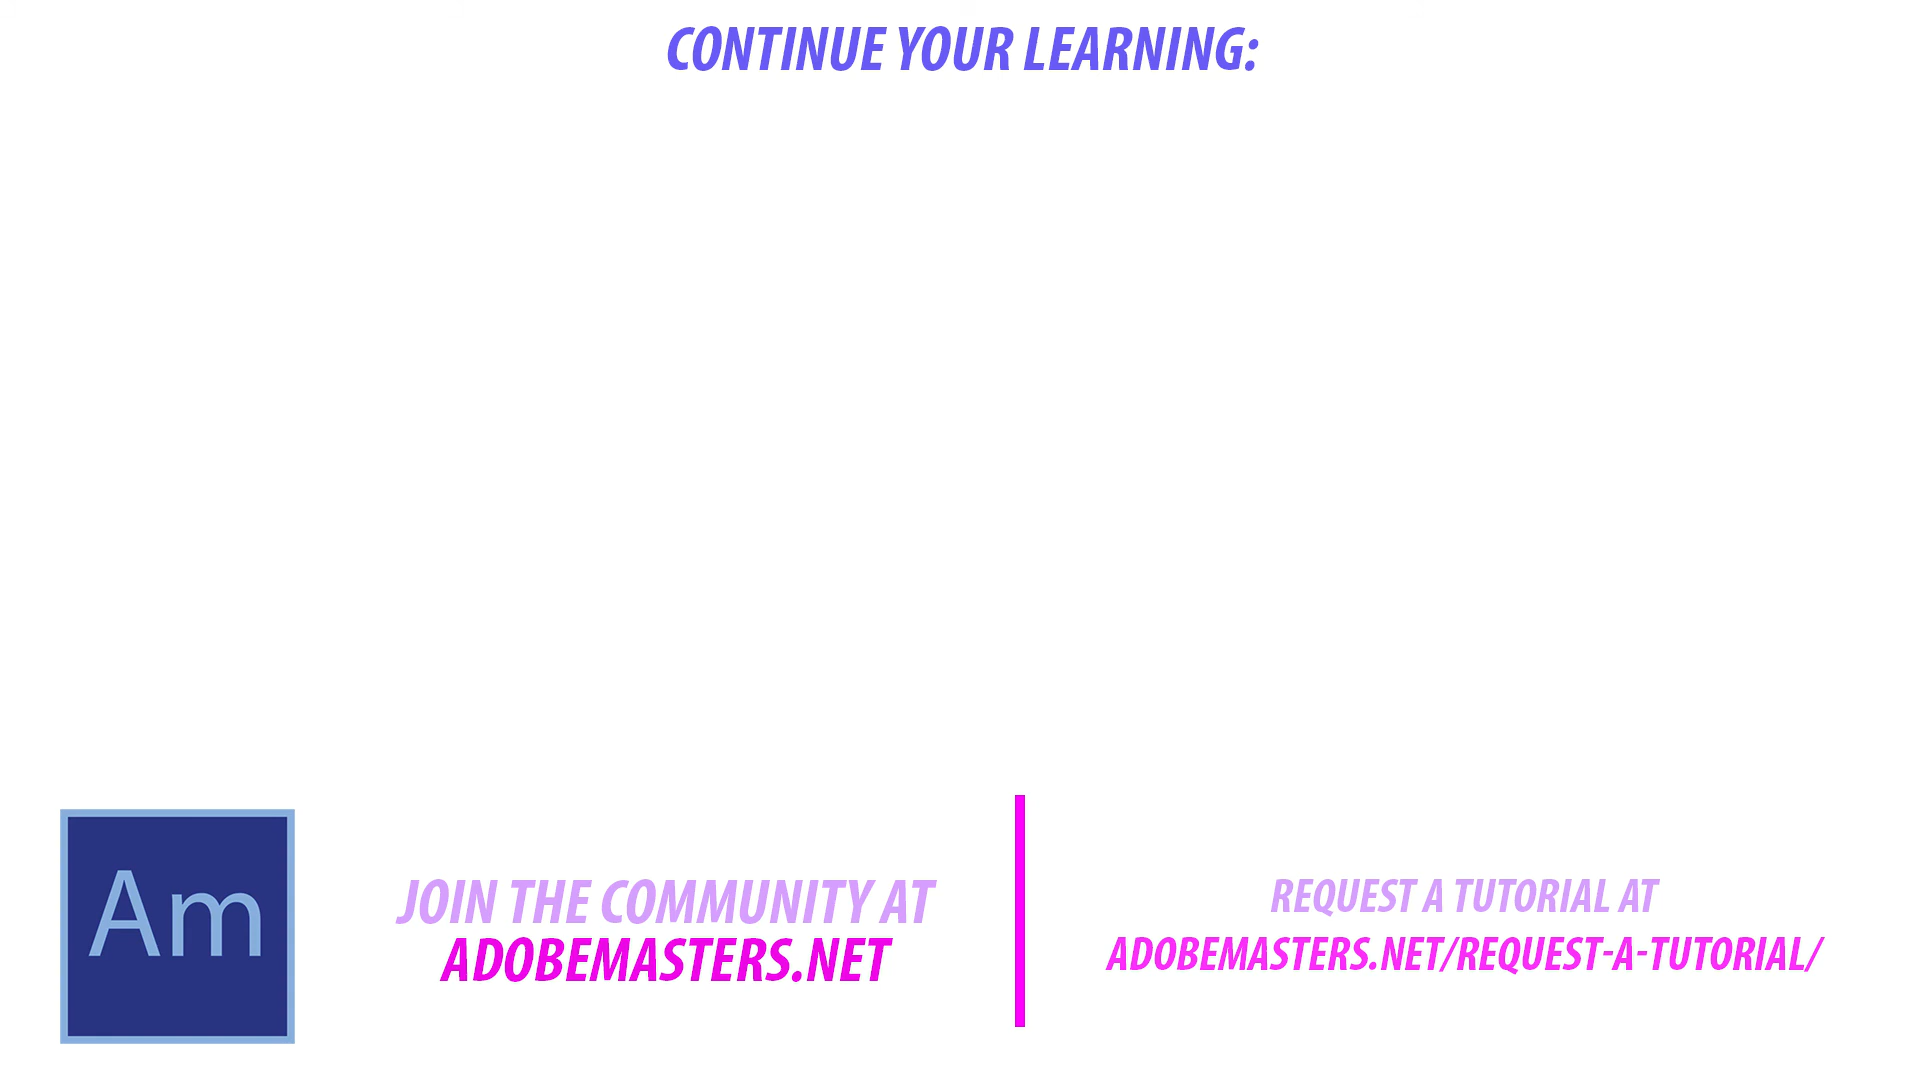 CONTINUE YOUR LEARNING:
Am
JOIN THE COMMUNITY AT
ADOBEMASTERS.NET
REQUEST A TUTORIAL AT
ADOBEMASTERS.NET/REQUEST-A-TUTORIAL/